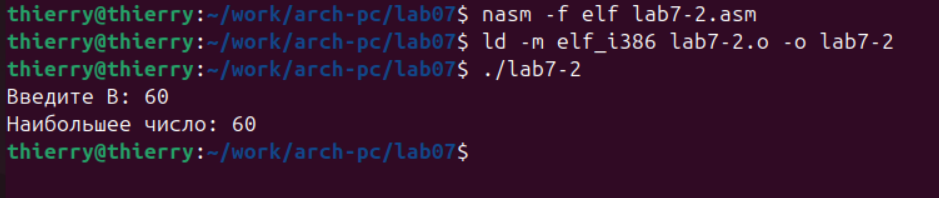 thierry@thierry:~/work/arch-pc/lab07$ nasm -f elf lab7-2.asm
thierry@thierry:~/work/arch-pc/lab07$ ld -m elf_i386 lab7-2.o -o lab7-2
thierry@thierry:~/work/arch-pc/lab07$ ./lab7-2
Введите В: 60
Наибольшее число: 60
thierry@thierry:~/work/arch-pc/lab07$